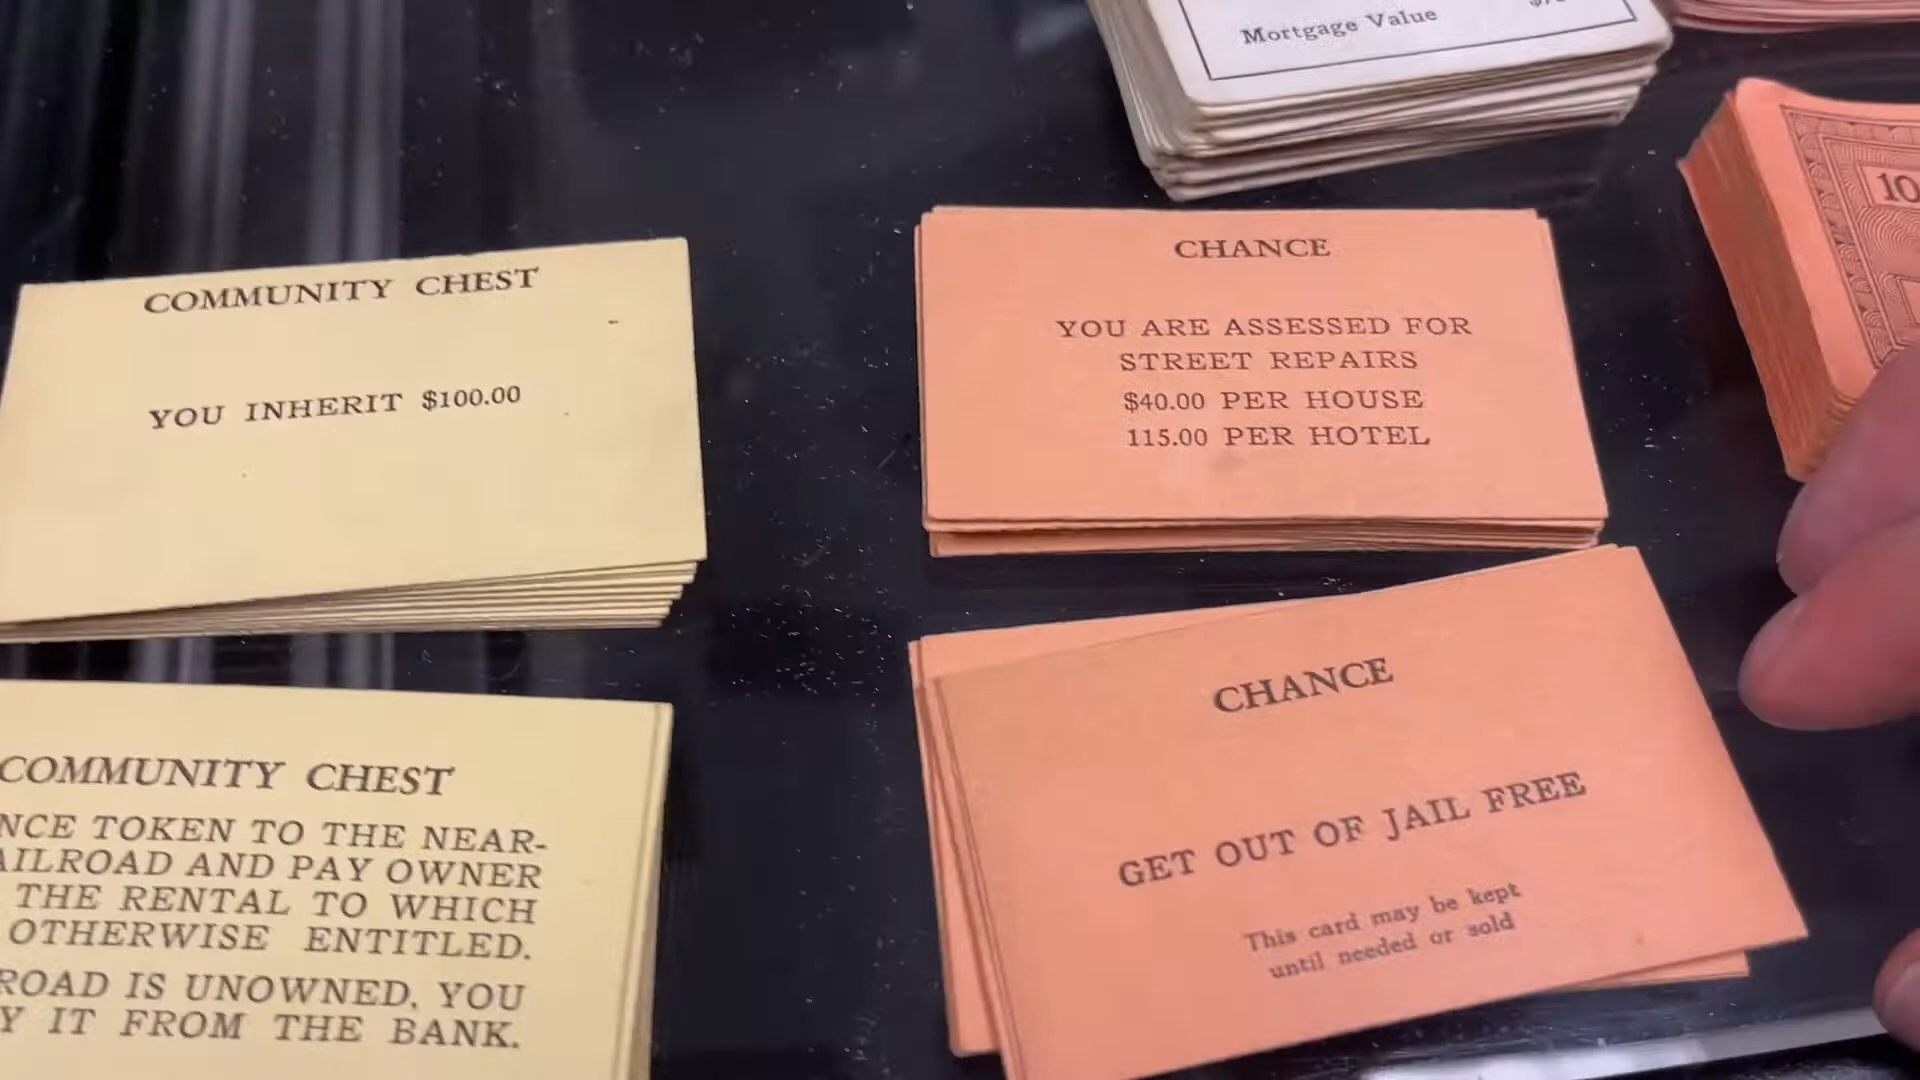 Mortgage Value
10
COMMUNITY CHEST
YOU INHERIT $100.00
CHANCE
YOU ARE ASSESSED FOR
STREET REPAIRS
$40.00 PER HOUSE
115.00 PER HOTEL
COMMUNITY CHEST
NCE TOKEN TO THE NEAR-
AILROAD AND PAY OWNER
THE RENTAL TO WHICH
OTHERWISE ENTITLED.
ROAD IS UNOWNED, YOU
Y IT FROM THE BANK.
CHANCE
GET OUT OF JAIL FREE
This card may be kept
until needed or sold